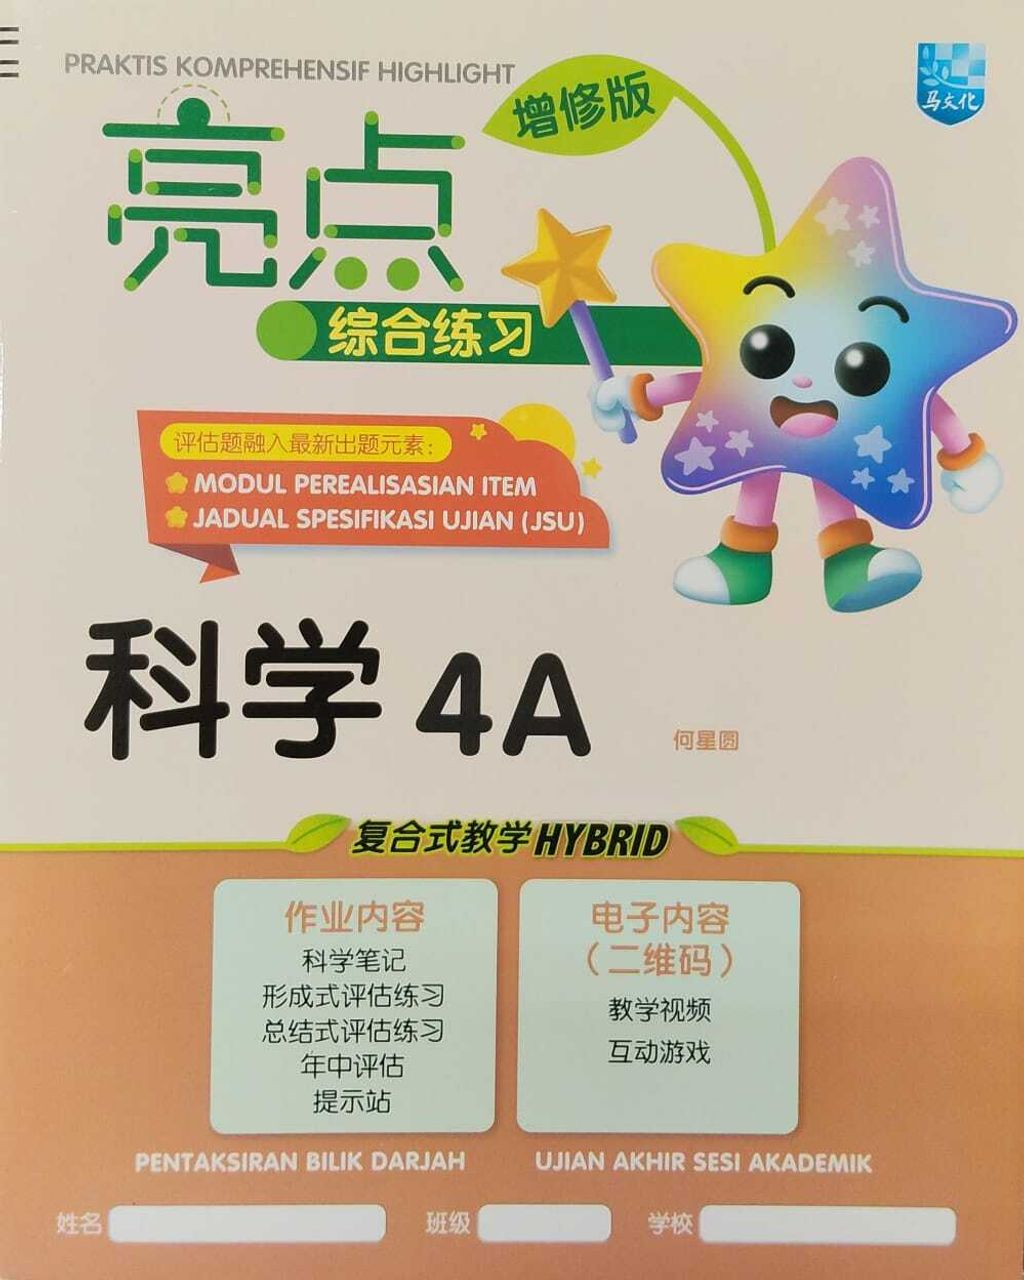 PRAKTIS KOMPREHENSIF HIGHLIGHT
增修版
马文化
亮点
综合练习
评估题融入最新出题元素：
MODUL PEREALISASIAN ITEM
JADUAL SPESIFIKASI UJIAN (JSU)
科学 4A
何星圆
复合式教学 HYBRID
作业内容
科学笔记
形成式评估练习
总结式评估练习
年中评估
提示站
电子内容
（二维码）
教学视频
互动游戏
PENTAKSIRAN BILIK DARJAH
UJIAN AKHIR SESI AKADEMIK
姓名
班级
学校